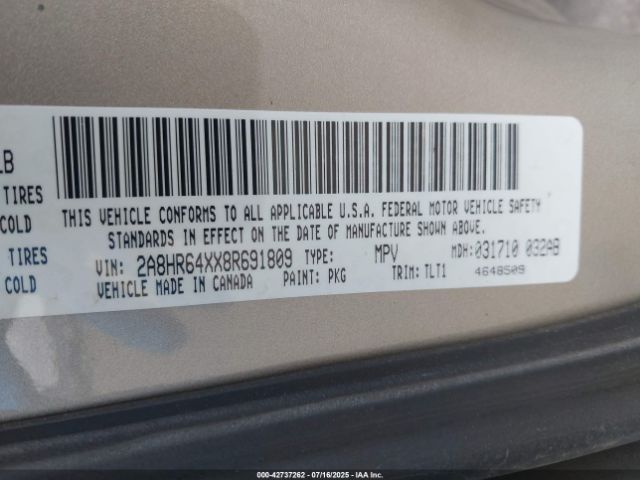 LB
TIRES
COLD
TIRES
COLD
THIS VEHICLE CONFORMS TO ALL APPLICABLE U.S.A. FEDERAL MOTOR VEHICLE SAFETY
STANDARDS IN EFFECT ON THE DATE OF MANUFACTURE SHOWN ABOVE.
VIN: 2A8HR64XX8R691809 TYPE: MPV MDH: 031710 032AB
VEHICLE MADE IN CANADA PAINT: PKG TRIM: TLT1 4648509
000-42737262 - 07/16/2025 - IAA Inc.